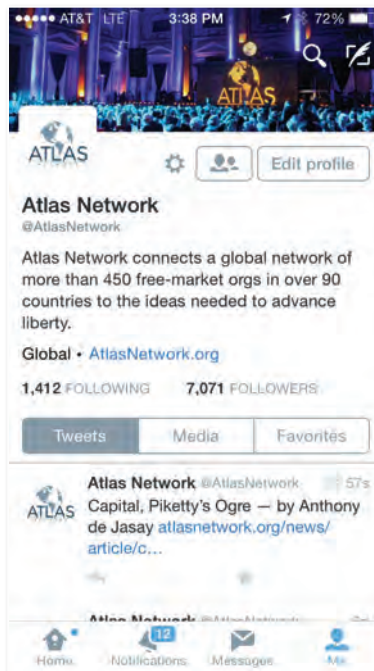 AT&T LTE 3:38 PM 72%
ATLAS
ATLAS
Edit profile
Atlas Network
@AtlasNetwork
Atlas Network connects a global network of
more than 450 free-market orgs in over 90
countries to the ideas needed to advance
liberty.
Global • AtlasNetwork.org
1,412 FOLLOWING 7,071 FOLLOWERS
Tweets Media Favorites
Atlas Network @AtlasNetwork 57s
ATLAS
Capital, Piketty's Ogre — by Anthony
de Jasay atlasnetwork.org/news/
article/c...
Atlas Network @AtlasNetwork
12
Home Notifications Messages Me